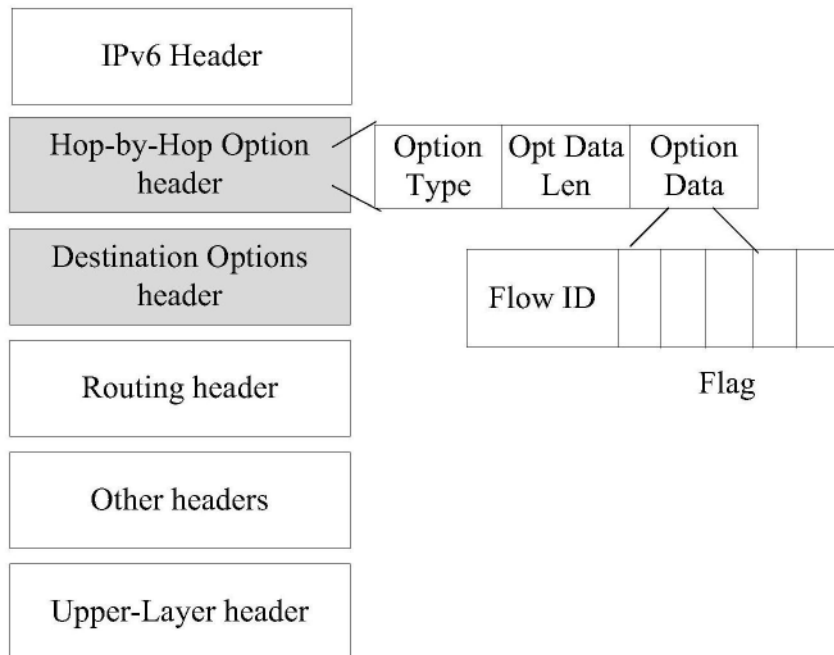 IPv6 Header
Hop-by-Hop Option
header
Option
Type
Opt Data
Len
Option
Data
Destination Options
header
Flow ID
Flag
Routing header
Other headers
Upper-Layer header